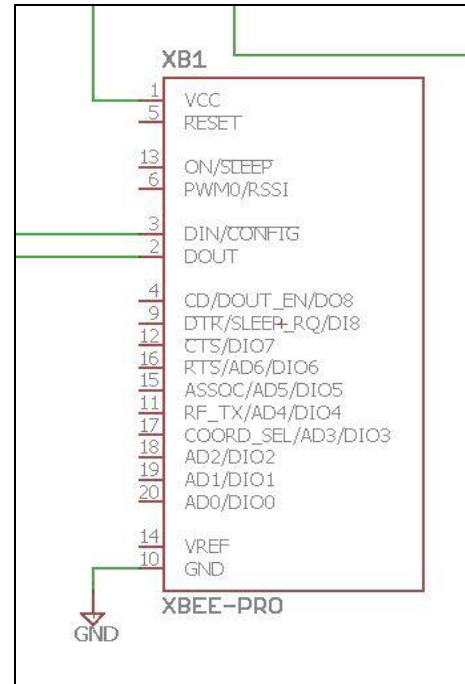 XB1
1 VCC
5 RESET
13 ON/SLEEP
6 PWM0/RSSI
3 DIN/CONFIG
2 DOUT
4 CD/DOUT_EN/DO8
9 DTR/SLEEP_RQ/DI8
12 CTS/DIO7
16 RTS/AD6/DIO6
15 ASSOC/AD5/DIO5
11 RF_TX/AD4/DIO4
17 COORD_SEL/AD3/DIO3
18 AD2/DIO2
19 AD1/DIO1
20 AD0/DIO0
14 VREF
10 GND
XBEE-PRO
GND